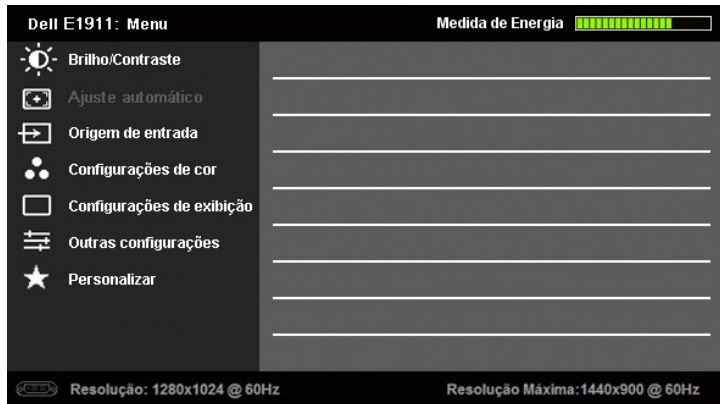 Dell E1911: Menu Medida de Energia
Brilho/Contraste
Ajuste automático
Origem de entrada
Configurações de cor
Configurações de exibição
Outras configurações
Personalizar
Resolução: 1280x1024 @ 60Hz Resolução Máxima:1440x900 @ 60Hz